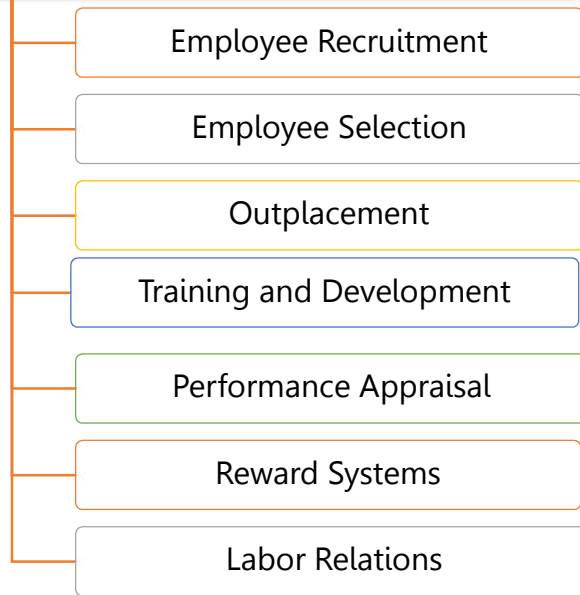 Employee Recruitment
Employee Selection
Outplacement
Training and Development
Performance Appraisal
Reward Systems
Labor Relations